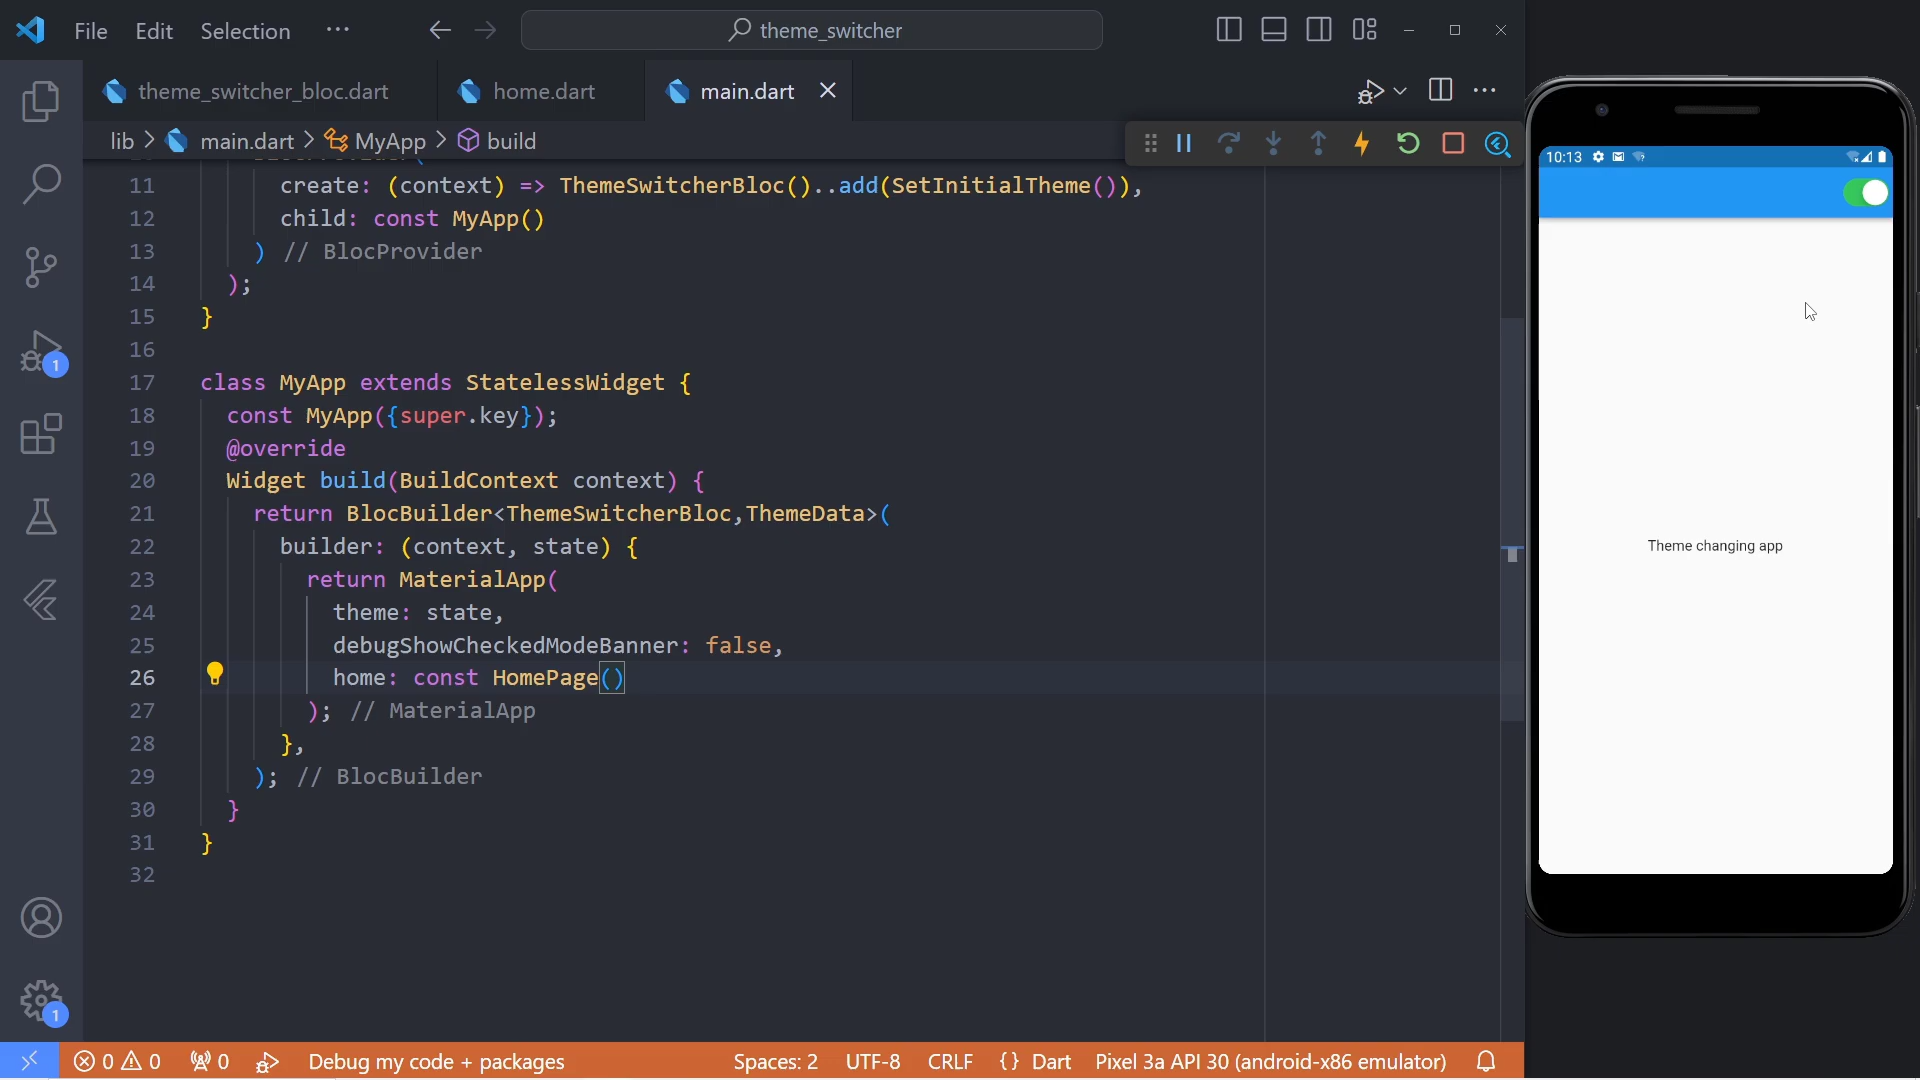 File Edit Selection ··· theme_switcher
theme_switcher_bloc.dart home.dart main.dart
lib > main.dart > MyApp > build
11 create: (context) => ThemeSwitcherBloc()..add(SetInitialTheme()),
12 child: const MyApp()
13 ) // BlocProvider
14 );
15 }
16
17 class MyApp extends StatelessWidget {
18 const MyApp({super.key});
19 @override
20 Widget build(BuildContext context) {
21 return BlocBuilder<ThemeSwitcherBloc,ThemeData>(
22 builder: (context, state) {
23 return MaterialApp(
24 theme: state,
25 debugShowCheckedModeBanner: false,
26 home: const HomePage()
27 ); // MaterialApp
28 },
29 ); // BlocBuilder
30 }
31 }
32
1
1
0 0 0 Debug my code + packages Spaces: 2 UTF-8 CRLF {} Dart Pixel 3a API 30 (android-x86 emulator)
10:13
Theme changing app